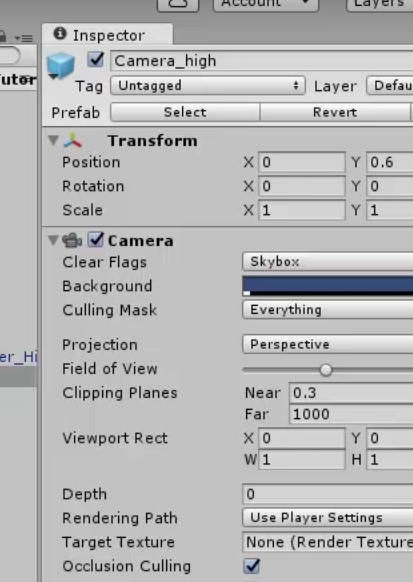 Account Layers
Inspector
Camera_high
utor
Tag Untagged Layer Defau
Prefab Select Revert
Transform
Position X 0 Y 0.6
Rotation X 0 Y 0
Scale X 1 Y 1
Camera
Clear Flags Skybox
Background
Culling Mask Everything
Projection Perspective
er_Hi
Field of View
Clipping Planes Near 0.3
Far 1000
Viewport Rect X 0 Y 0
W 1 H 1
Depth 0
Rendering Path Use Player Settings
Target Texture None (Render Texture
Occlusion Culling